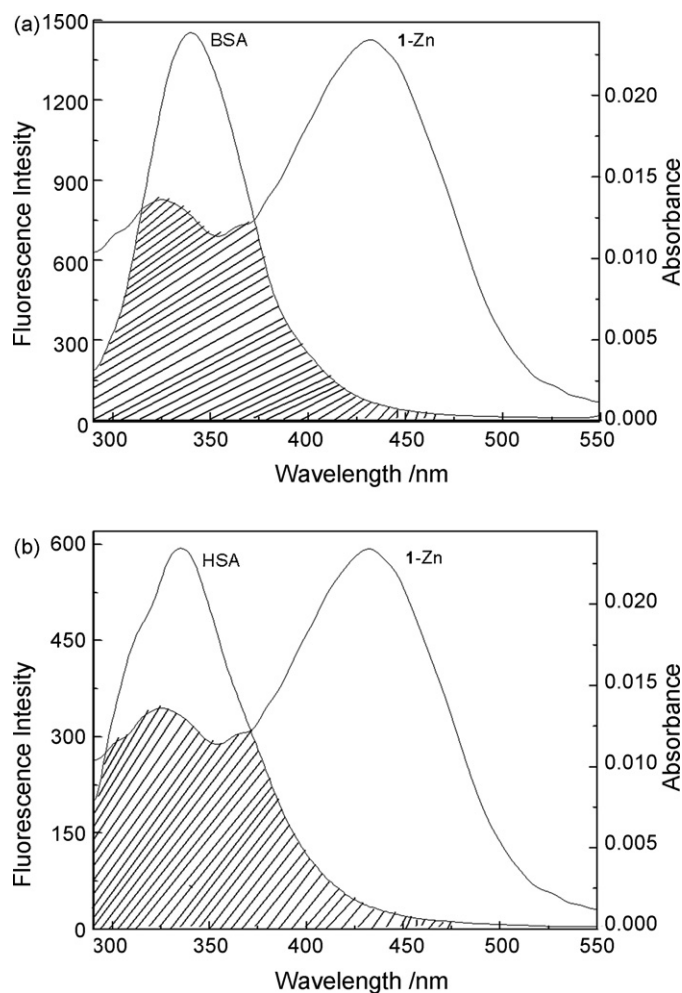 (a)
BSA
1-Zn
Fluorescence Intesity
1500
1200
900
600
300
0
0.020
0.015
0.010
0.005
0.000
Absorbance
300 350 400 450 500 550
Wavelength /nm
(b)
HSA
1-Zn
Fluorescence Intesity
600
450
300
150
0
0.020
0.015
0.010
0.005
0.000
Absorbance
300 350 400 450 500 550
Wavelength /nm